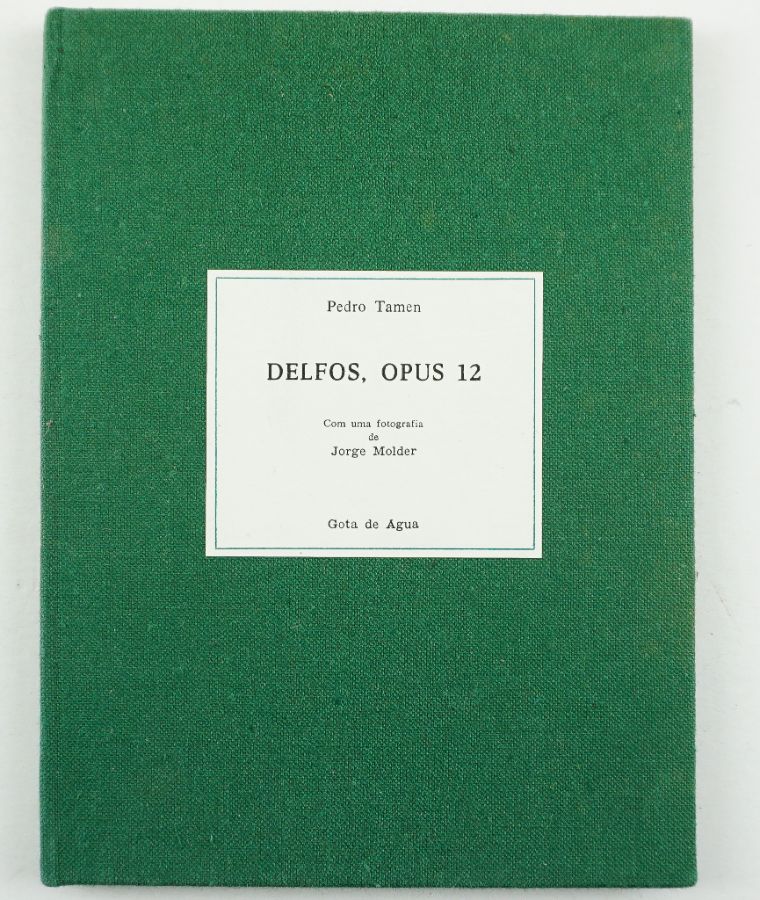 Pedro Tamen
DELFOS, OPUS 12
Com uma fotografia
de
Jorge Molder
Gota de Agua